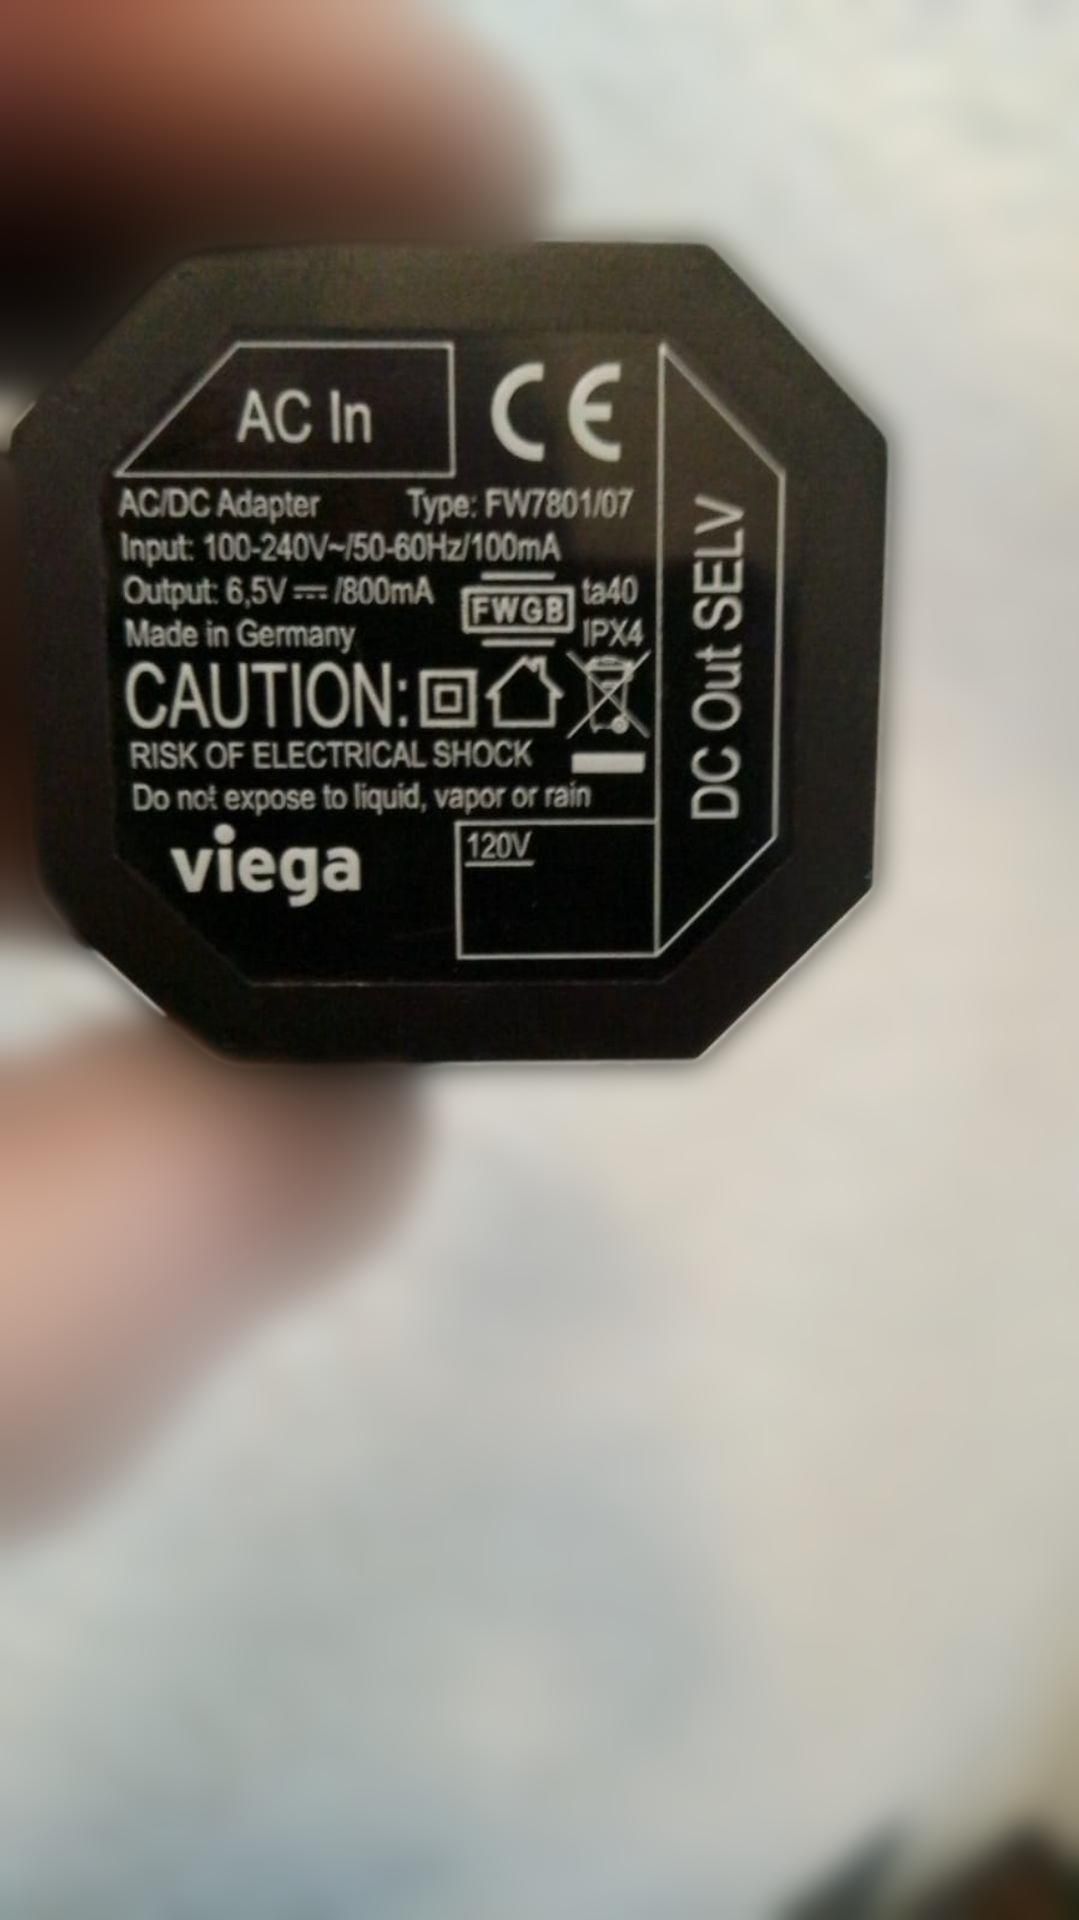 AC In
CE
AC/DC Adapter Type: FW7801/07
Input: 100-240V~/50-60Hz/100mA
Output: 6,5V ⎓ /800mA
FWGB
ta40
IPX4
Made in Germany
CAUTION:
RISK OF ELECTRICAL SHOCK
Do not expose to liquid, vapor or rain
viega
120V
DC Out SELV